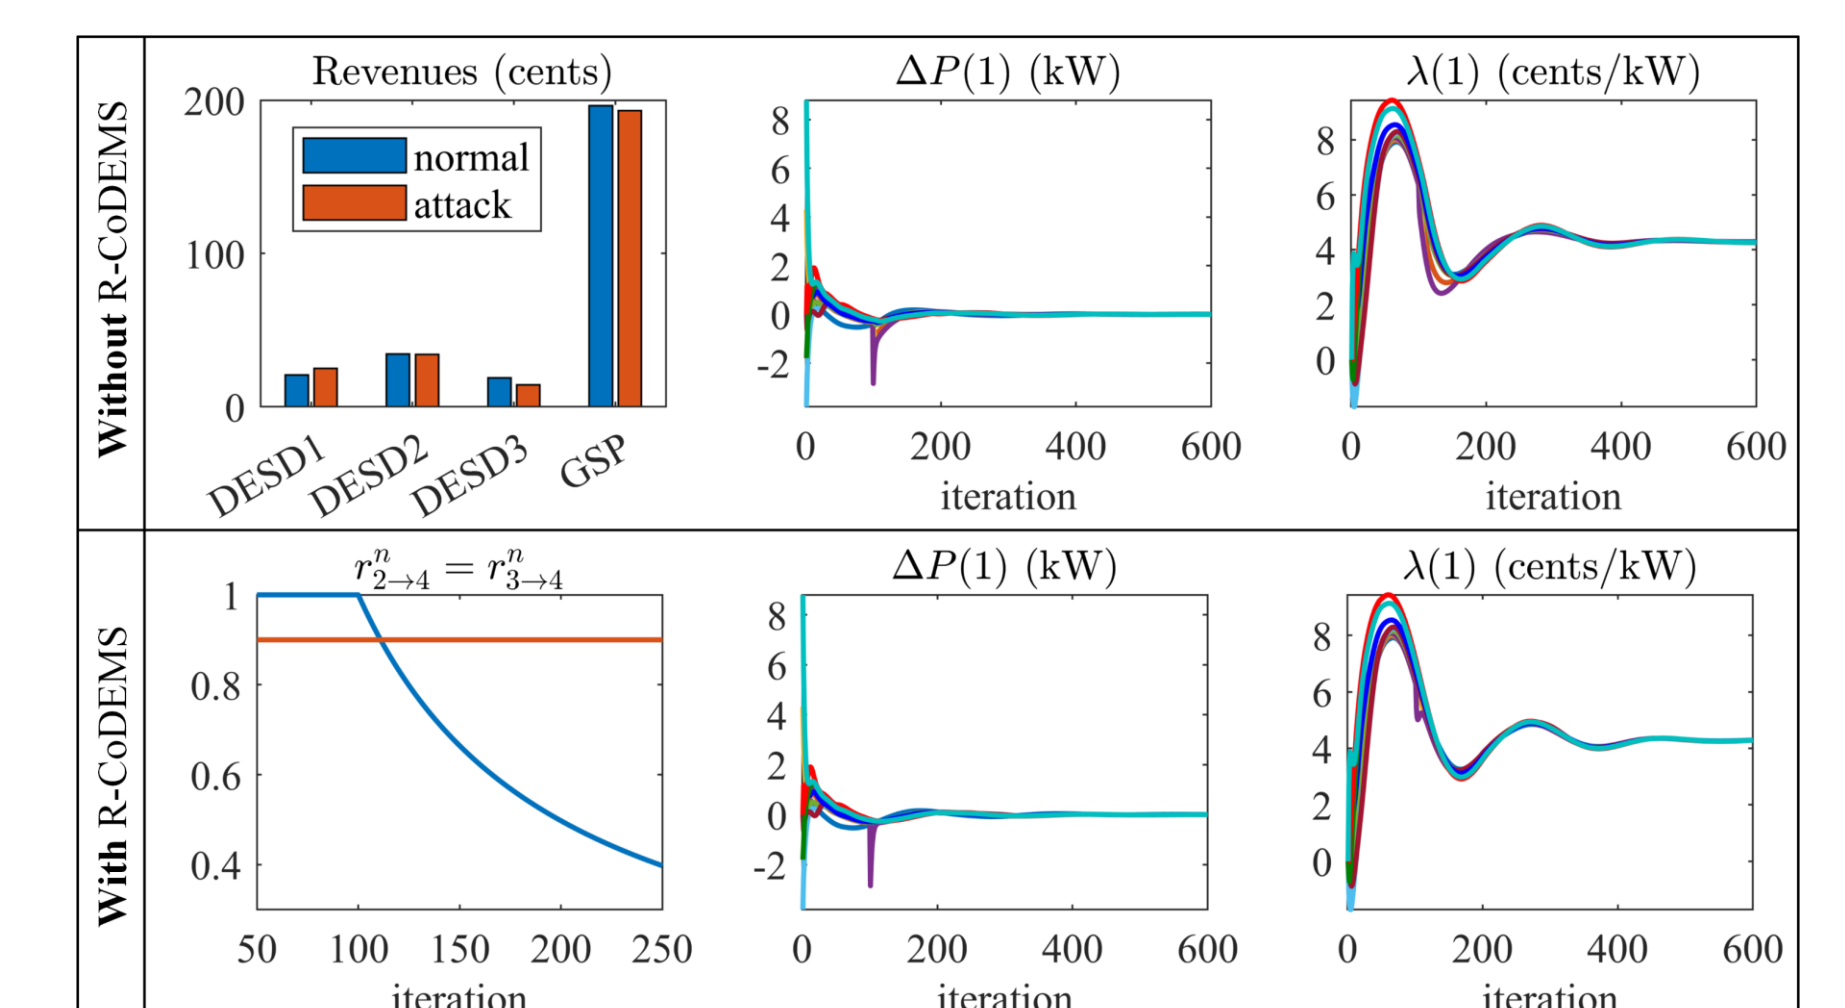 Without R-CoDEMS
Revenues (cents)
200
100
0
normal
attack
DESD1
DESD2
DESD3
GSP
ΔP(1) (kW)
8
6
4
2
0
-2
0 200 400 600
iteration
λ(1) (cents/kW)
8
6
4
2
0
0 200 400 600
iteration
With R-CoDEMS
r^n_{2→4} = r^n_{3→4}
1
0.8
0.6
0.4
50 100 150 200 250
iteration
ΔP(1) (kW)
8
6
4
2
0
-2
0 200 400 600
iteration
λ(1) (cents/kW)
8
6
4
2
0
0 200 400 600
iteration